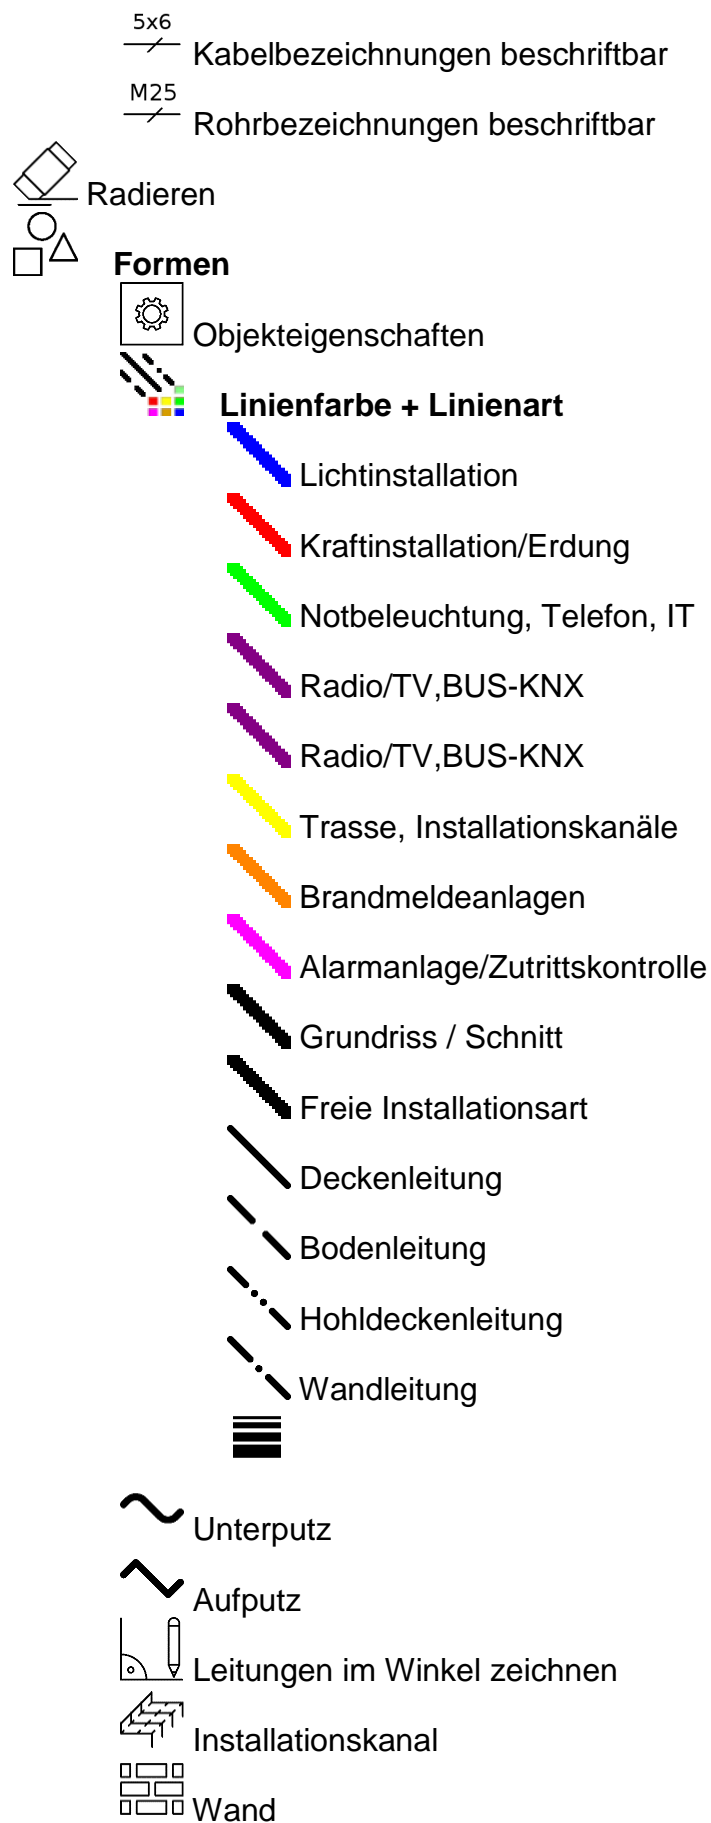 5x6
Kabelbezeichnungen beschriftbar
M25
Rohrbezeichnungen beschriftbar
Radieren
Formen
Objekteigenschaften
Linienfarbe + Linienart
Lichtinstallation
Kraftinstallation/Erdung
Notbeleuchtung, Telefon, IT
Radio/TV,BUS-KNX
Radio/TV,BUS-KNX
Trasse, Installationskanäle
Brandmeldeanlagen
Alarmanlage/Zutrittskontrolle
Grundriss / Schnitt
Freie Installationsart
Deckenleitung
Bodenleitung
Hohldeckenleitung
Wandleitung
Unterputz
Aufputz
Leitungen im Winkel zeichnen
Installationskanal
Wand